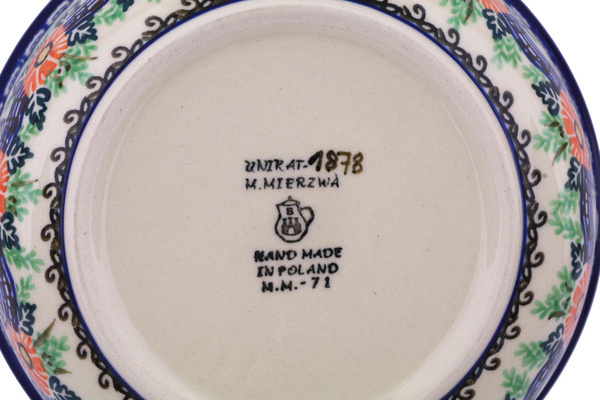 UNIKAT-1878
M.MIERZWA
B
HAND MADE
IN POLAND
M.M.-71